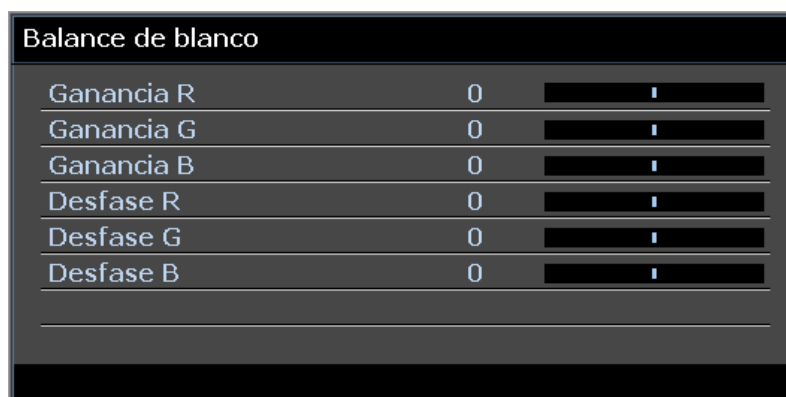 Balance de blanco
Ganancia R 0
Ganancia G 0
Ganancia B 0
Desfase R 0
Desfase G 0
Desfase B 0